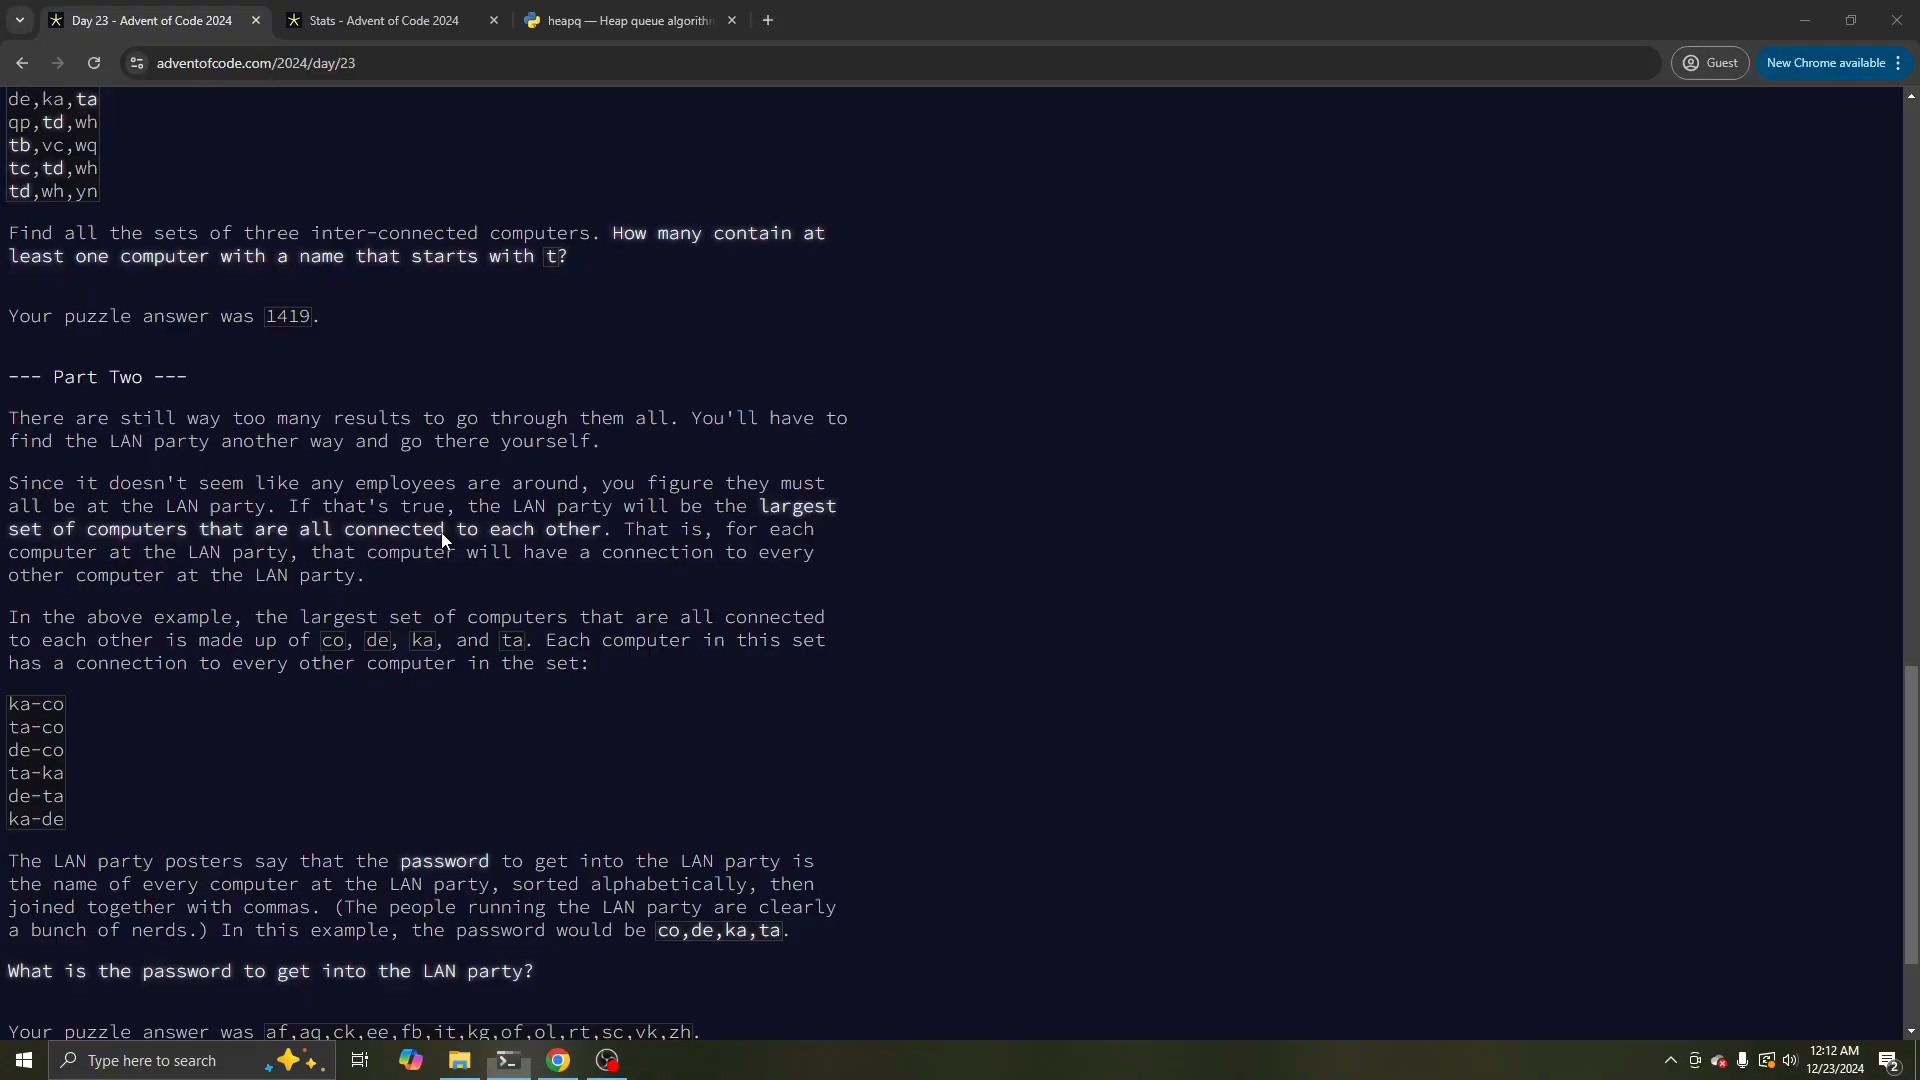 Day 23 - Advent of Code 2024
Stats - Advent of Code 2024
heapq — Heap queue algorithm
adventofcode.com/2024/day/23
Guest
New Chrome available
de,ka,ta
qp,td,wh
tb,vc,wq
tc,td,wh
td,wh,yn
Find all the sets of three inter-connected computers. How many contain at
least one computer with a name that starts with t?
Your puzzle answer was 1419.
--- Part Two ---
There are still way too many results to go through them all. You'll have to
find the LAN party another way and go there yourself.
Since it doesn't seem like any employees are around, you figure they must
all be at the LAN party. If that's true, the LAN party will be the largest
set of computers that are all connected to each other. That is, for each
computer at the LAN party, that computer will have a connection to every
other computer at the LAN party.
In the above example, the largest set of computers that are all connected
to each other is made up of co, de, ka, and ta. Each computer in this set
has a connection to every other computer in the set:
ka-co
ta-co
de-co
ta-ka
de-ta
ka-de
The LAN party posters say that the password to get into the LAN party is
the name of every computer at the LAN party, sorted alphabetically, then
joined together with commas. (The people running the LAN party are clearly
a bunch of nerds.) In this example, the password would be co,de,ka,ta.
What is the password to get into the LAN party?
Your puzzle answer was af,aq,ck,ee,fb,it,kg,of,ol,rt,sc,vk,zh.
Type here to search
12:12 AM
12/23/2024
2